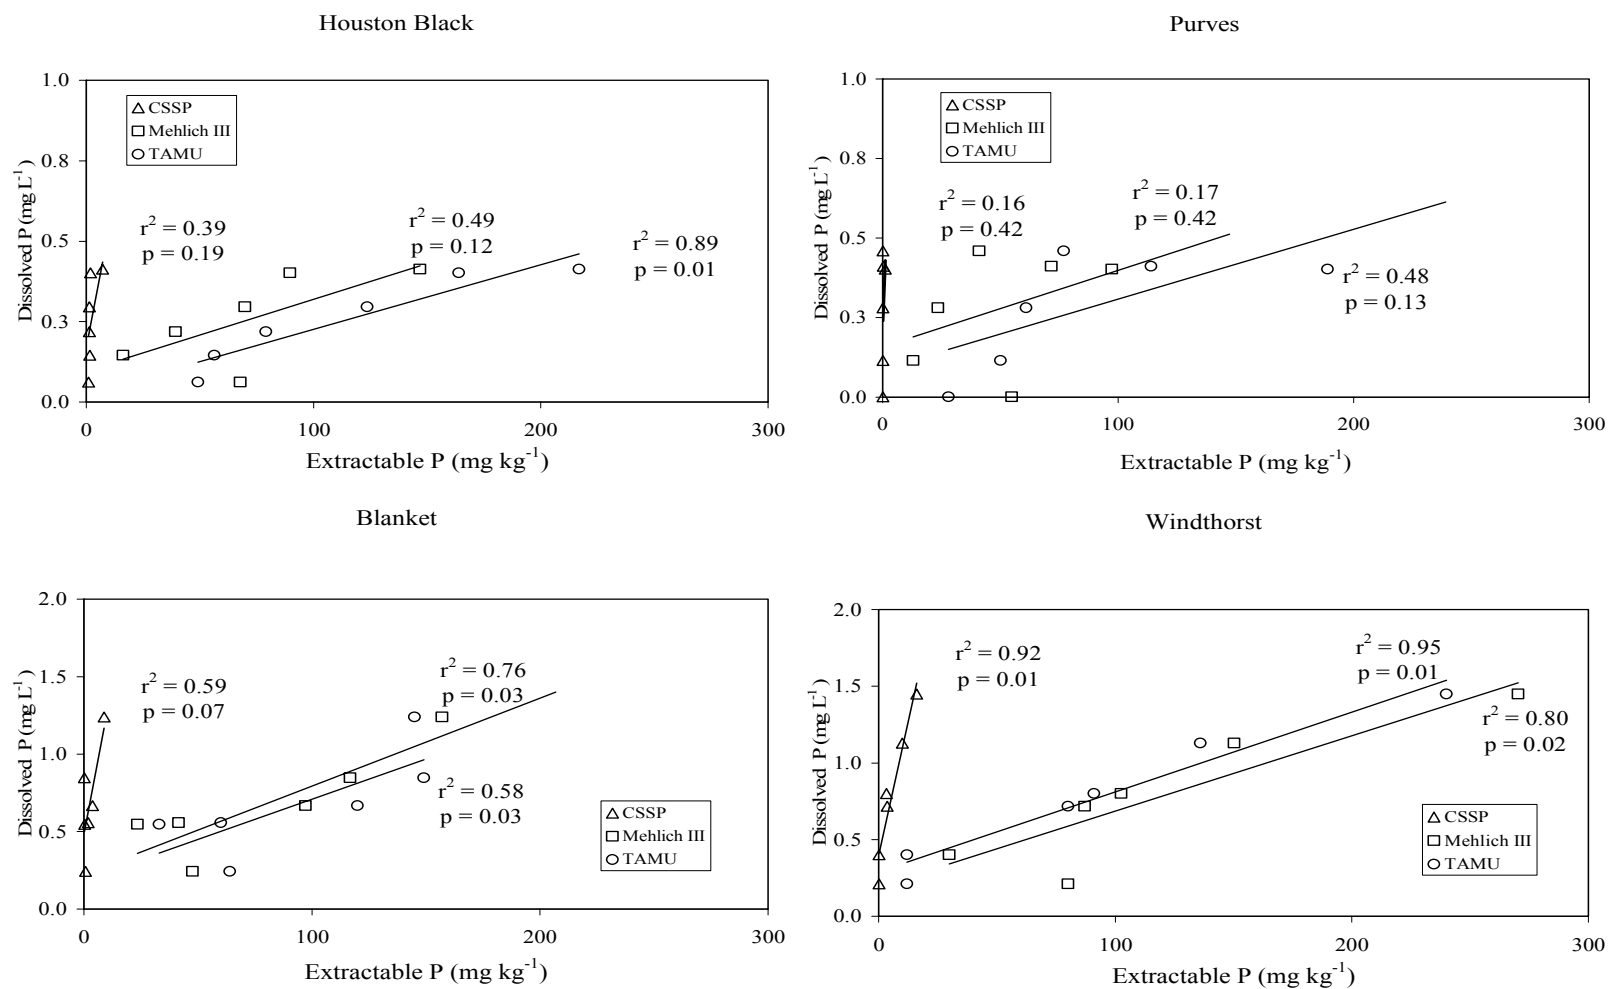 Houston Black
1.0
0.8
0.5
0.3
0.0
Dissolved P (mg L⁻¹)
CSSP
Mehlich III
TAMU
r² = 0.39
p = 0.19
r² = 0.49
p = 0.12
r² = 0.89
p = 0.01
0 100 200 300
Extractable P (mg kg⁻¹)
Purves
1.0
0.8
0.5
0.3
0.0
Dissolved P (mg L⁻¹)
CSSP
Mehlich III
TAMU
r² = 0.16
p = 0.42
r² = 0.17
p = 0.42
r² = 0.48
p = 0.13
0 100 200 300
Extractable P (mg kg⁻¹)
Blanket
2.0
1.5
1.0
0.5
0.0
Dissolved P (mg L⁻¹)
r² = 0.59
p = 0.07
r² = 0.76
p = 0.03
r² = 0.58
p = 0.03
CSSP
Mehlich III
TAMU
0 100 200 300
Extractable P (mg kg⁻¹)
Windthorst
2.0
1.5
1.0
0.5
0.0
Dissolved P (mg L⁻¹)
r² = 0.92
p = 0.01
r² = 0.95
p = 0.01
r² = 0.80
p = 0.02
CSSP
Mehlich III
TAMU
0 100 200 300
Extractable P (mg kg⁻¹)